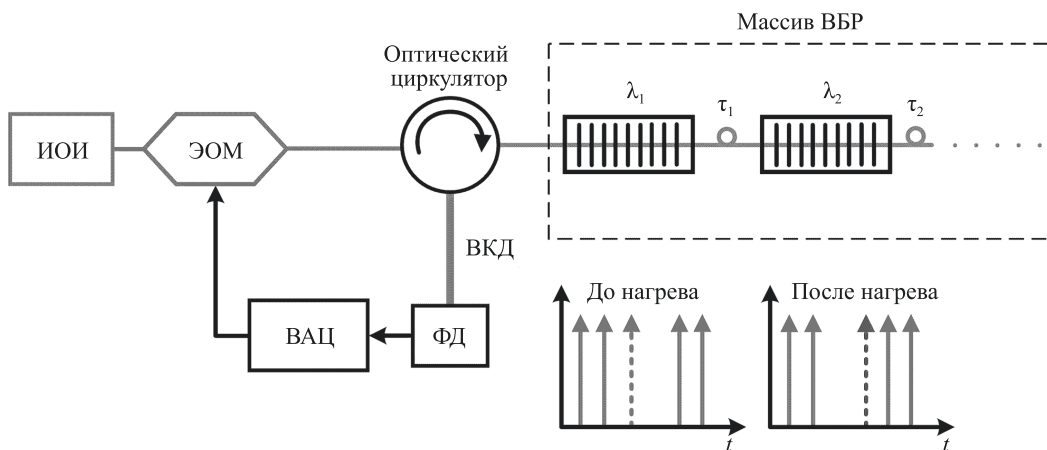 Массив ВБР
Оптический
циркулятор
λ1
τ1
λ2
τ2
ИОИ
ЭОМ
ВКД
ВАЦ
ФД
До нагрева
После нагрева
t
t